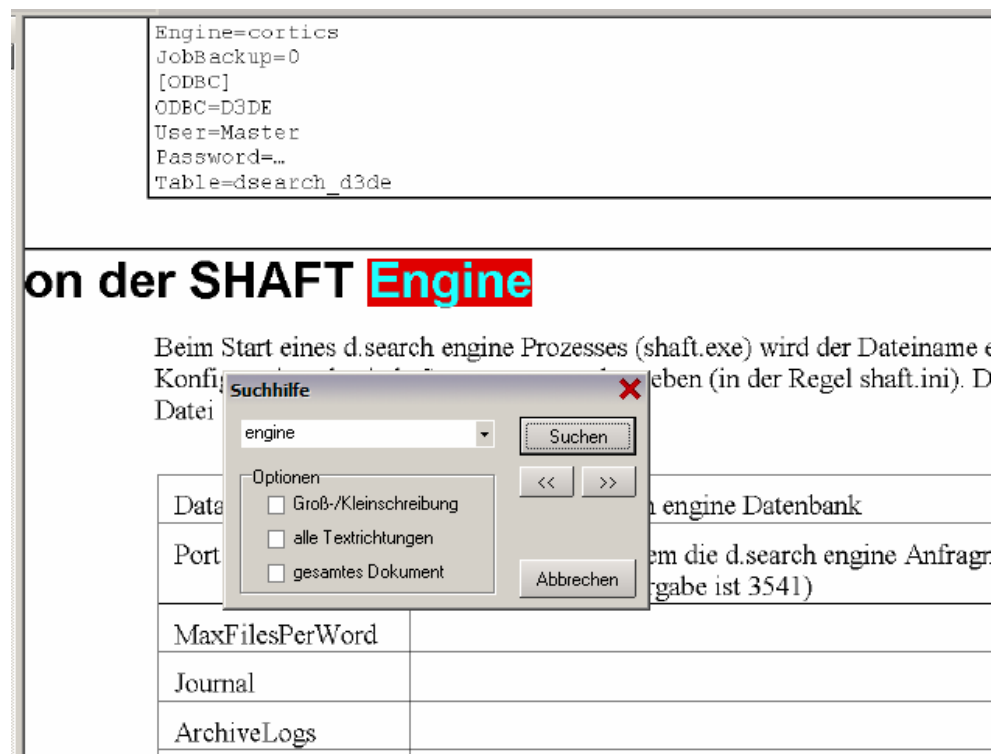 Engine=cortics
JobBackup=0
[ODBC]
ODBC=D3DE
User=Master
Password=…
Table=dsearch_d3de
on der SHAFT Engine
Beim Start eines d.search engine Prozesses (shaft.exe) wird der Dateiname
eben (in der Regel shaft.ini).
Datei
Suchhilfe
engine
Suchen
Optionen
<< >>
Groß-/Kleinschreibung
alle Textrichtungen
gesamtes Dokument
Abbrechen
Data
engine Datenbank
Port
em die d.search engine
rgabe ist 3541)
MaxFilesPerWord
Journal
ArchiveLogs